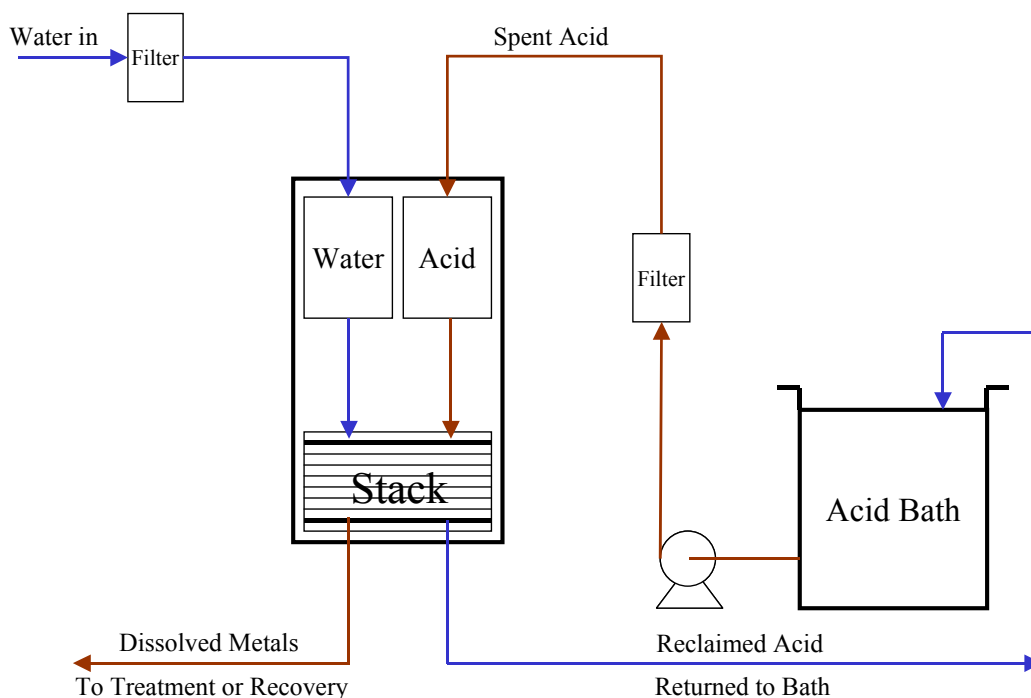 Water in
Filter
Spent Acid
Water
Acid
Filter
Stack
Acid Bath
Dissolved Metals
To Treatment or Recovery
Reclaimed Acid
Returned to Bath